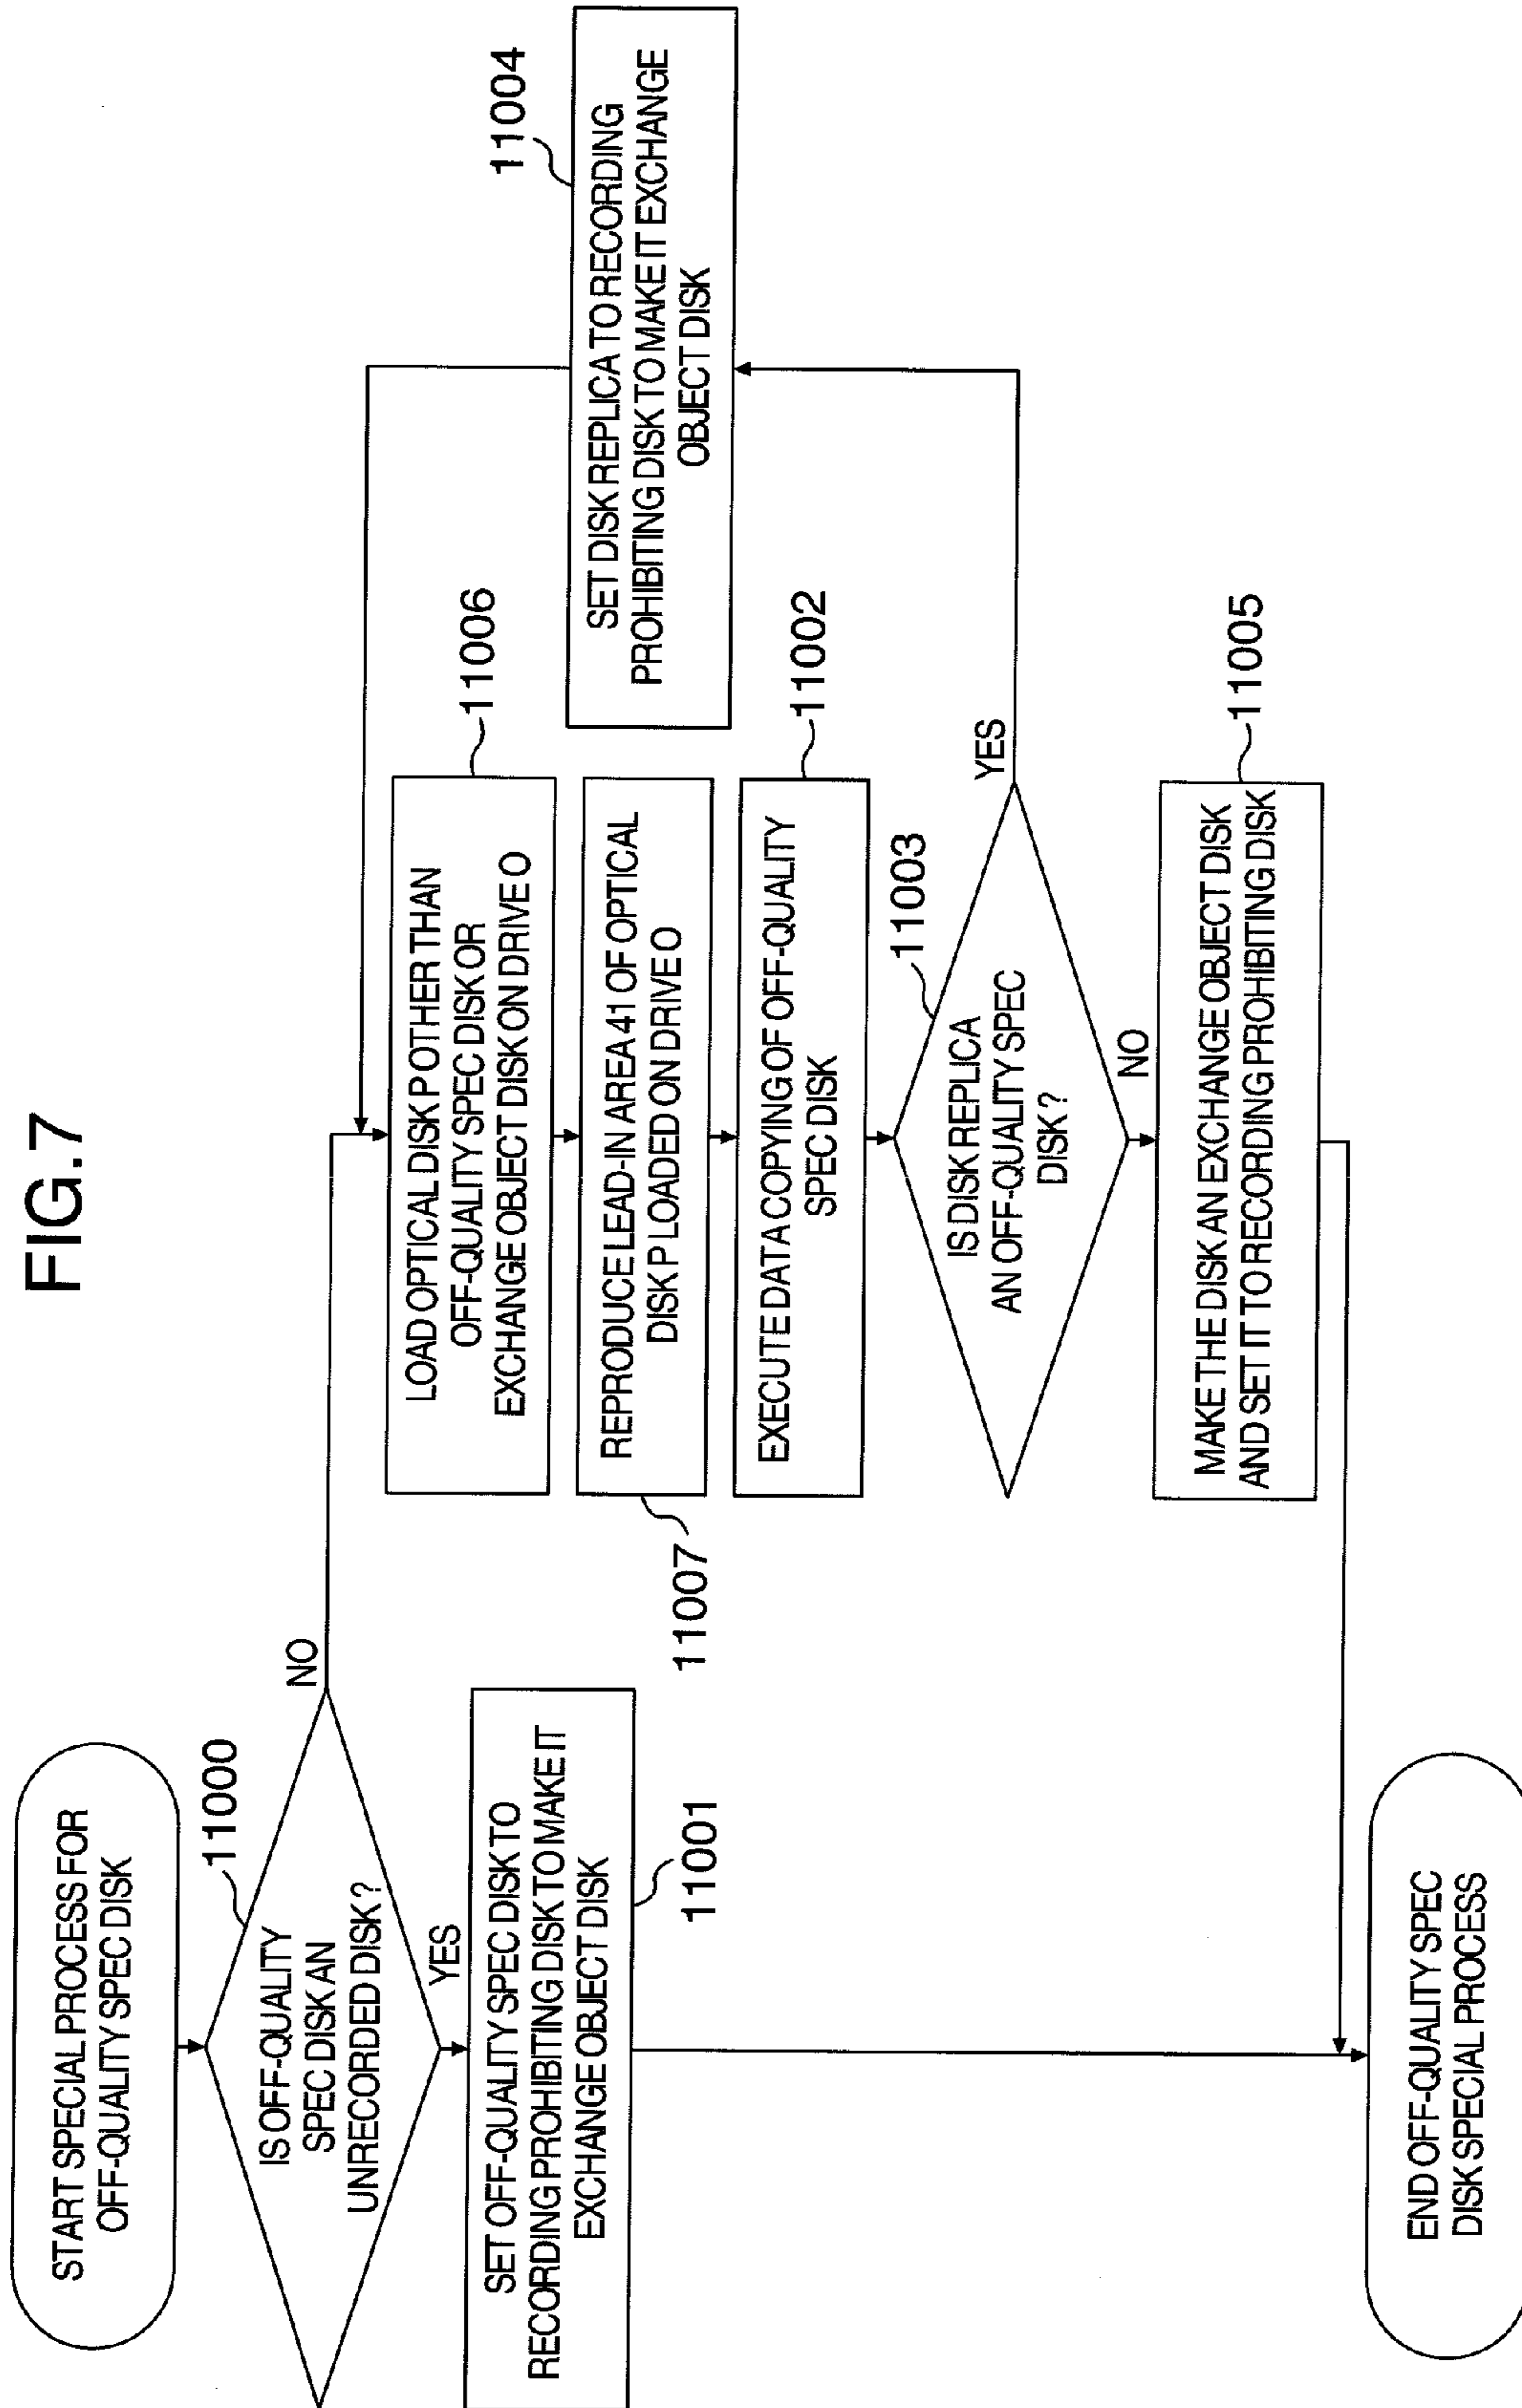 FIG.7
START SPECIAL PROCESS FOR
OFF-QUALITY SPEC DISK
11000
IS OFF-QUALITY
SPEC DISK AN
UNRECORDED DISK?
NO
YES
SET OFF-QUALITY SPEC DISK TO
RECORDING PROHIBITING DISK TO MAKE IT
EXCHANGE OBJECT DISK
11001
LOAD OPTICAL DISK P OTHER THAN
OFF-QUALITY SPEC DISK OR
EXCHANGE OBJECT DISK ON DRIVE O
11006
REPRODUCE LEAD-IN AREA 41 OF OPTICAL
DISK P LOADED ON DRIVE O
11007
EXECUTE DATA COPYING OF OFF-QUALITY
SPEC DISK
11002
IS DISK REPLICA
AN OFF-QUALITY SPEC
DISK?
11003
YES
NO
SET DISK REPLICA TO RECORDING
PROHIBITING DISK TO MAKE IT EXCHANGE
OBJECT DISK
11004
MAKE THE DISK AN EXCHANGE OBJECT DISK
AND SET IT TO RECORDING PROHIBITING DISK
11005
END OFF-QUALITY SPEC
DISK SPECIAL PROCESS